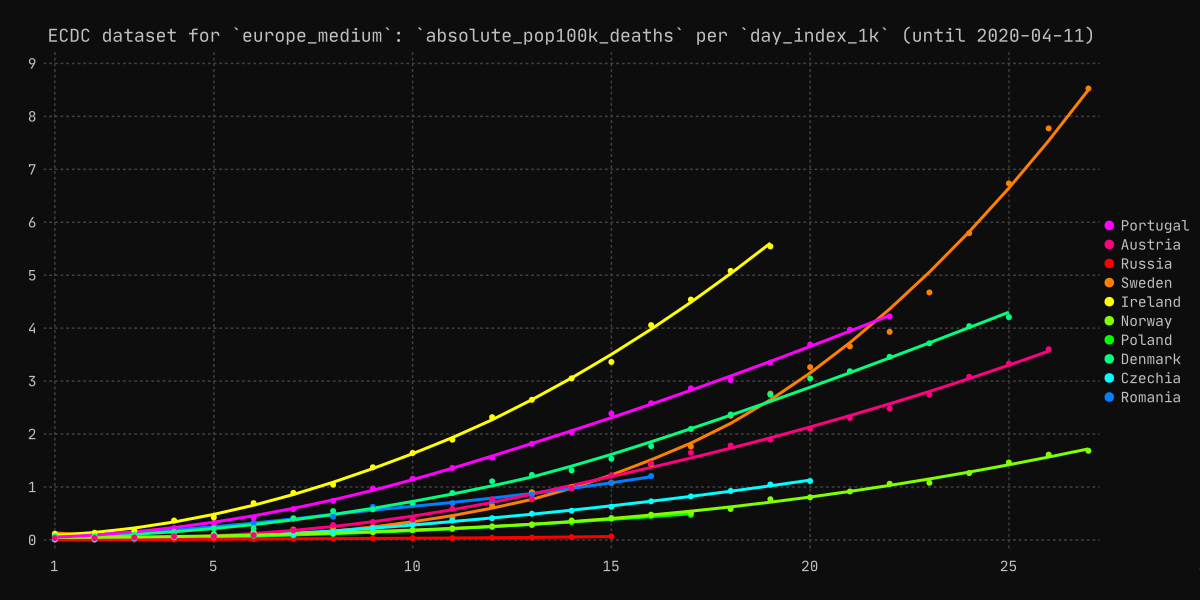 ECDC dataset for `europe_medium`: `absolute_pop100k_deaths` per `day_index_1k` (until 2020-04-11)
9
8
7
6
5
4
3
2
1
0
1 5 10 15 20 25
Portugal
Austria
Russia
Sweden
Ireland
Norway
Poland
Denmark
Czechia
Romania